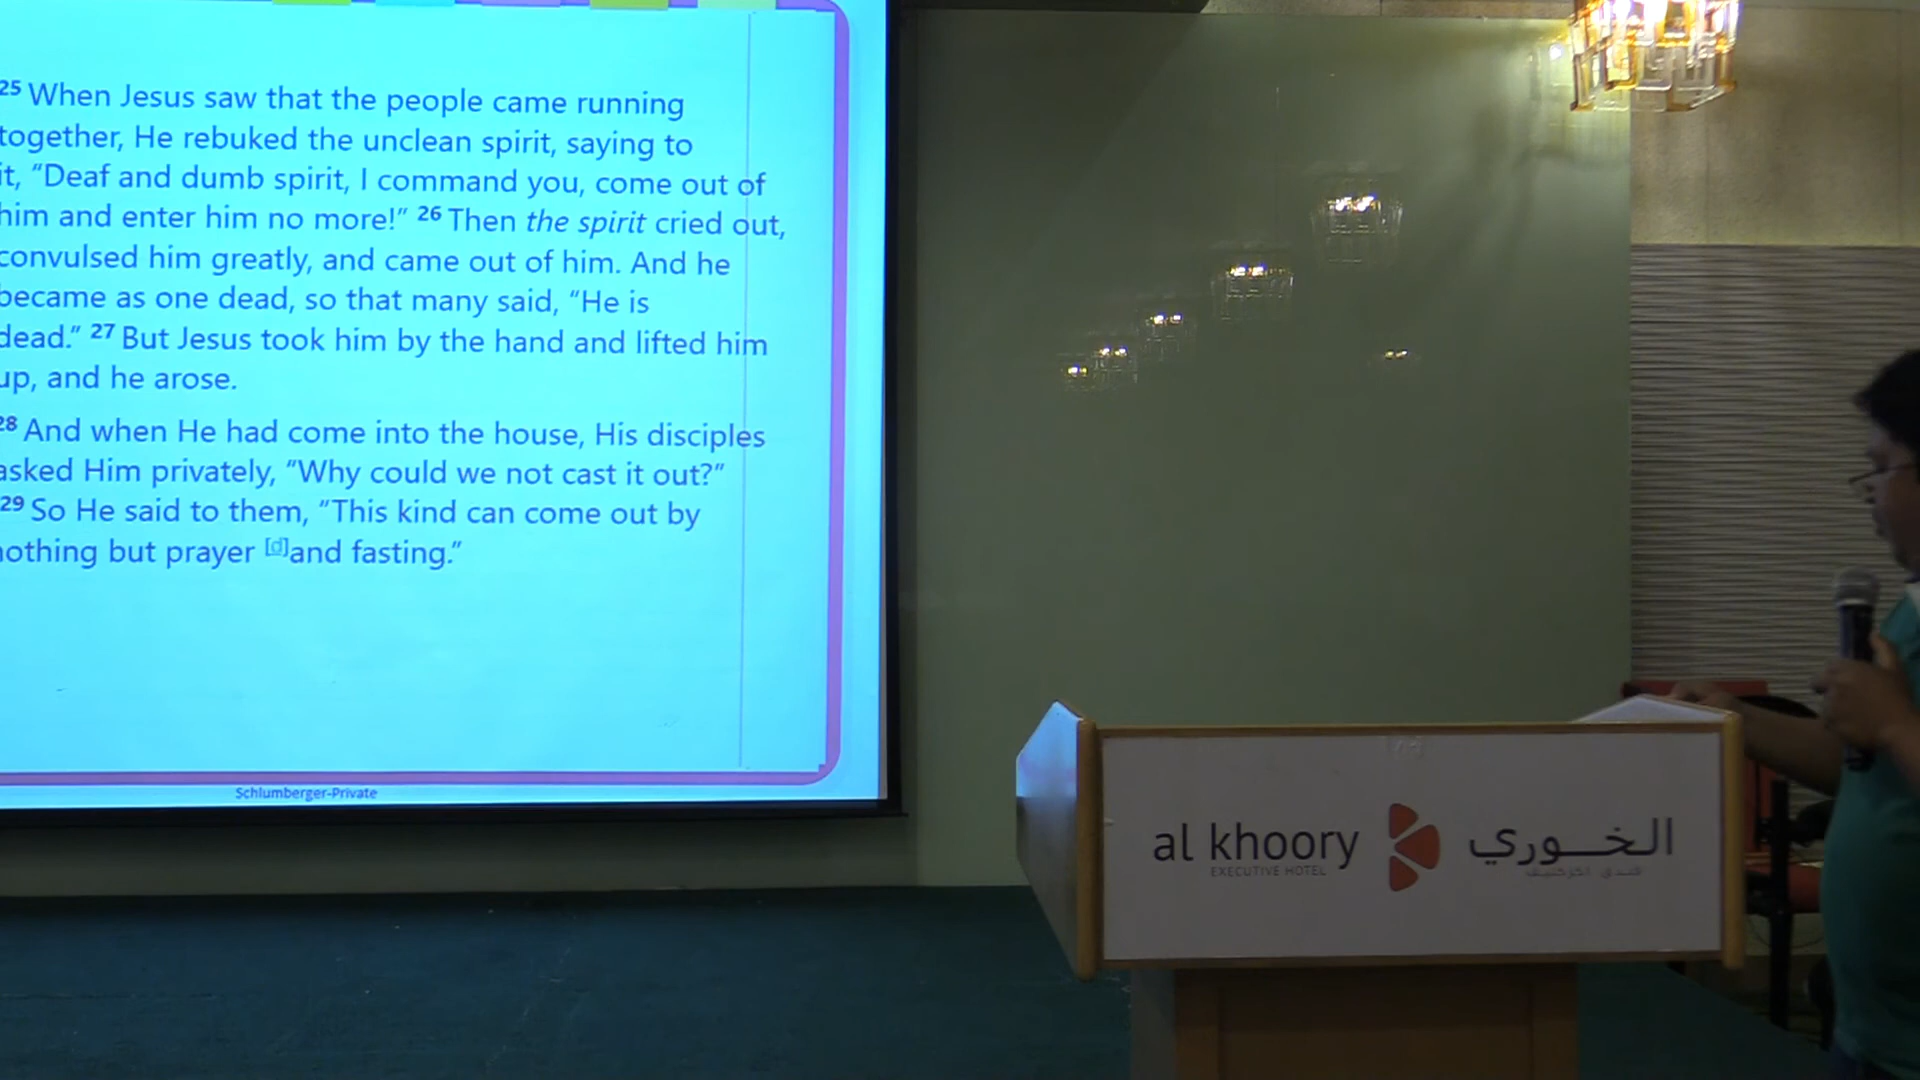 25 When Jesus saw that the people came running
together, He rebuked the unclean spirit, saying to
it, “Deaf and dumb spirit, I command you, come out of
him and enter him no more!” 26 Then the spirit cried out,
convulsed him greatly, and came out of him. And he
became as one dead, so that many said, “He is
dead.” 27 But Jesus took him by the hand and lifted him
up, and he arose.
28 And when He had come into the house, His disciples
asked Him privately, “Why could we not cast it out?”
29 So He said to them, “This kind can come out by
nothing but prayer [d]and fasting.”
Schlumberger-Private
al khoory
EXECUTIVE HOTEL
الخوري